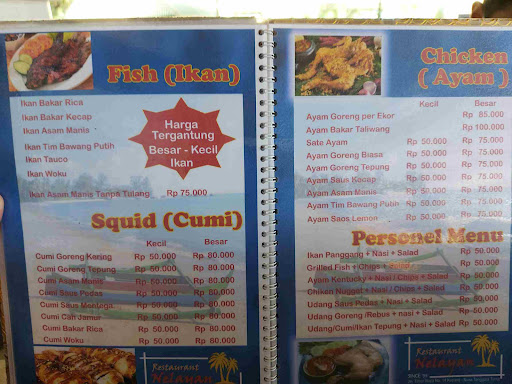 Fish (Ikan)
Ikan Bakar Rica
Ikan Bakar Kecap
Ikan Asam Manis
Ikan Tim Bawang Putih
Ikan Tauco
Ikan Woku
Harga
Tergantung
Besar - Kecil
Ikan
Ikan Asam Manis Tanpa Tulang Rp 75.000
Squid (Cumi)
Kecil Besar
Cumi Goreng Kering Rp 50.000 Rp 80.000
Cumi Goreng Tepung Rp 50.000 Rp 80.000
Cumi Asam Manis Rp 50.000 Rp 80.000
Cumi Saus Pedas Rp 50.000 Rp 80.000
Cumi Saus Mentega Rp 50.000 Rp 80.000
Cumi Cah Jamur Rp 50.000 Rp 80.000
Cumi Bakar Rica Rp 50.000 Rp 80.000
Cumi Woku Rp 50.000 Rp 80.000
Restaurant
Nelayan
Chicken
( Ayam )
Kecil Besar
Ayam Goreng per Ekor Rp 85.000
Ayam Bakar Taliwang Rp 100.000
Sate Ayam Rp 50.000 Rp 75.000
Ayam Goreng Biasa Rp 50.000 Rp 75.000
Ayam Goreng Tepung Rp 50.000 Rp 75.000
Ayam Saus Kecap Rp 50.000 Rp 75.000
Ayam Asam Manis Rp 50.000 Rp 75.000
Ayam Tim Bawang Putih Rp 50.000 Rp 75.000
Ayam Saos Lemon Rp 50.000 Rp 75.000
Personel Menu
Ikan Panggang + Nasi + Salad Rp 50.000
Grilled Fish + Chips + Salad Rp 50.000
Ayam Kentucky + Nasi / Chips + Salad Rp 50.000
Chiken Nugget + Nasi / Chips + Salad Rp 50.000
Udang Saus Pedas + Nasi + Salad Rp 50.000
Udang Goreng /Rebus + nasi + Salad Rp 60.000
Udang/Cumi/Ikan Tepung + Nasi + Salad Rp 50.000
Restaurant
Nelayan
SINCE